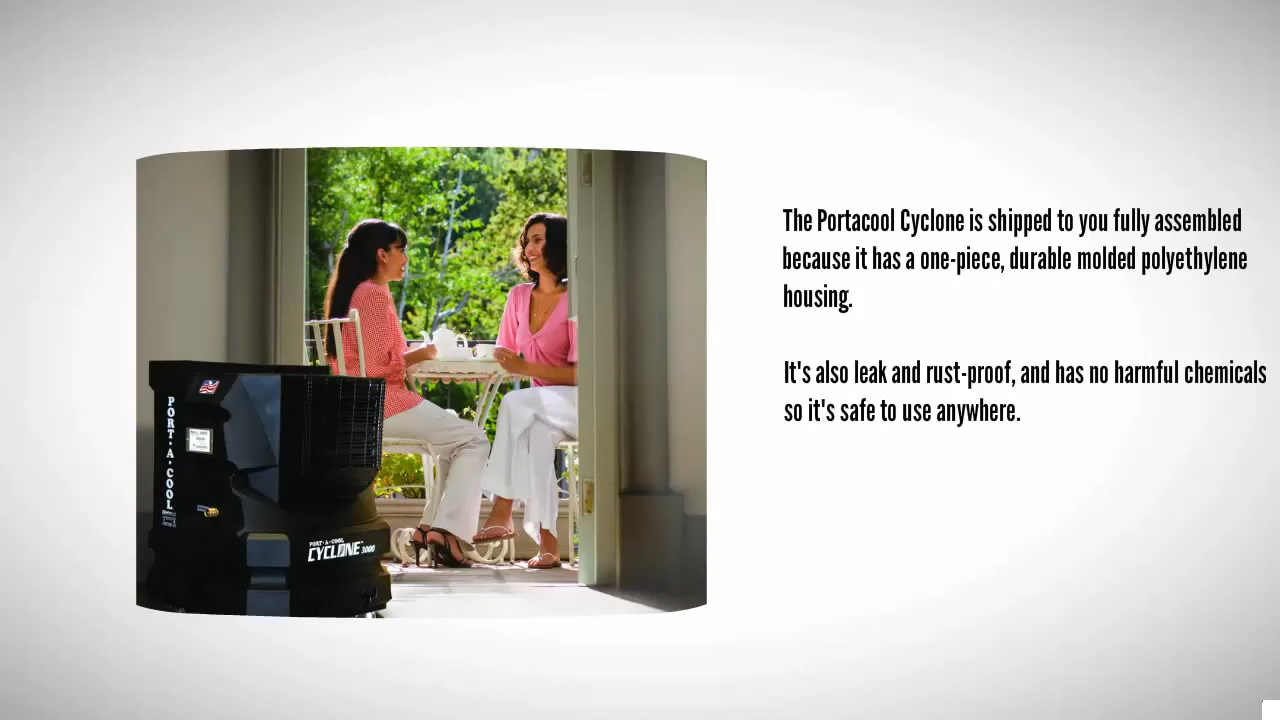 The Portacool Cyclone is shipped to you fully assembled
because it has a one-piece, durable molded polyethylene
housing.
It's also leak and rust-proof, and has no harmful chemicals
so it's safe to use anywhere.
PORT·A·COOL
PORT·A·COOL
CYCLONE 3000